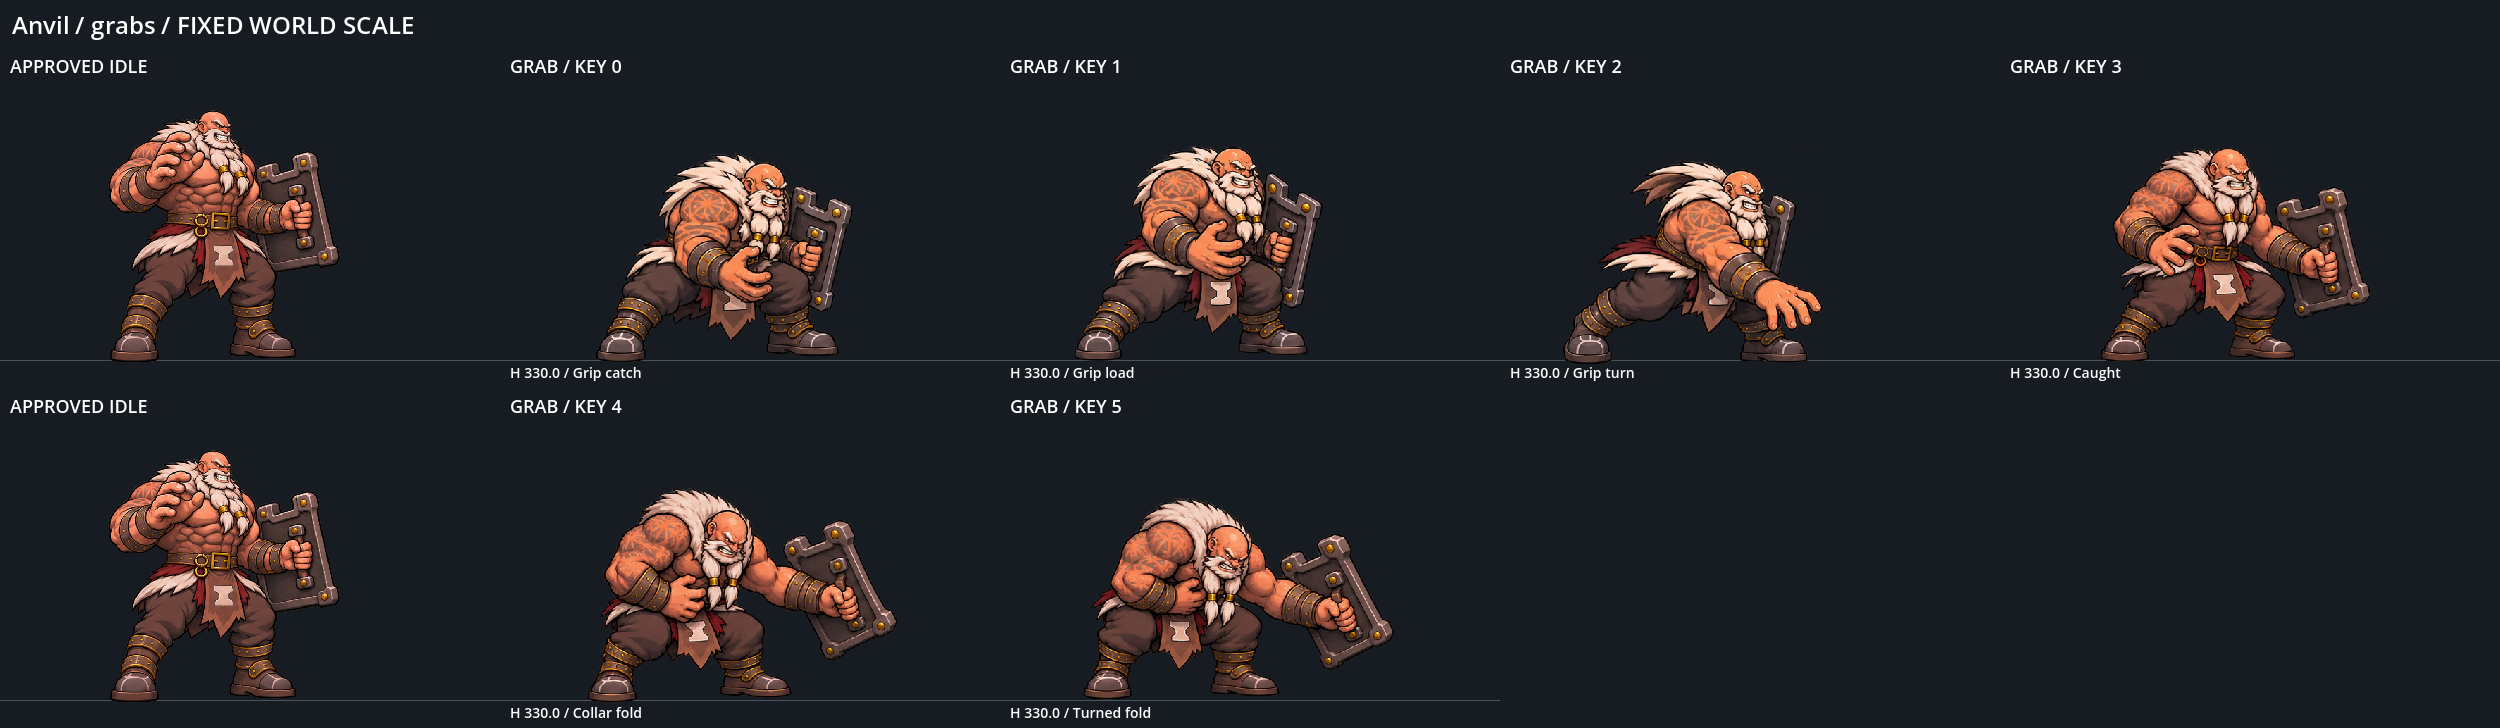 Anvil / grabs / FIXED WORLD SCALE
APPROVED IDLE
GRAB / KEY 0
GRAB / KEY 1
GRAB / KEY 2
GRAB / KEY 3
H 330.0 / Grip catch
H 330.0 / Grip load
H 330.0 / Grip turn
H 330.0 / Caught
APPROVED IDLE
GRAB / KEY 4
GRAB / KEY 5
H 330.0 / Collar fold
H 330.0 / Turned fold